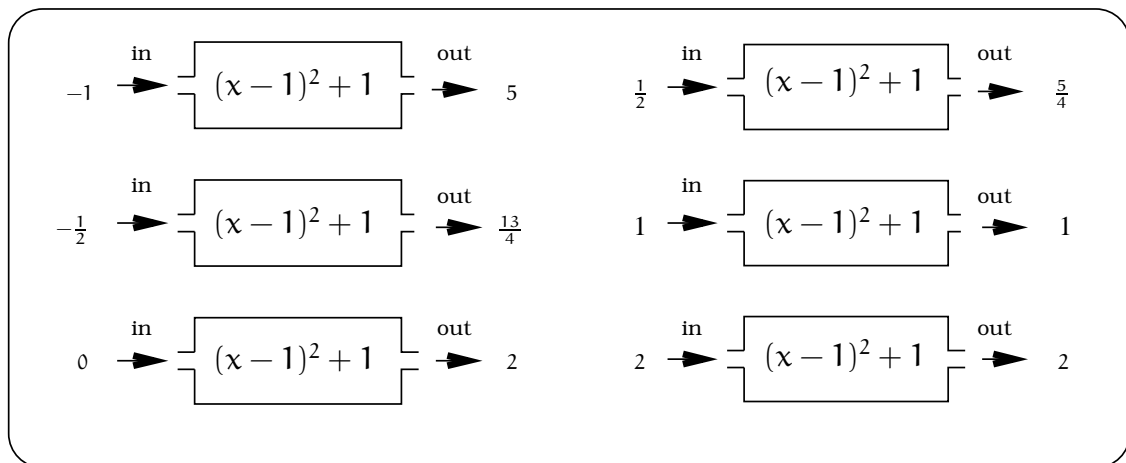 in out in out
−1 (x − 1)² + 1 5 ½ (x − 1)² + 1 5/4
in out in out
−½ (x − 1)² + 1 13/4 1 (x − 1)² + 1 1
in out in out
0 (x − 1)² + 1 2 2 (x − 1)² + 1 2